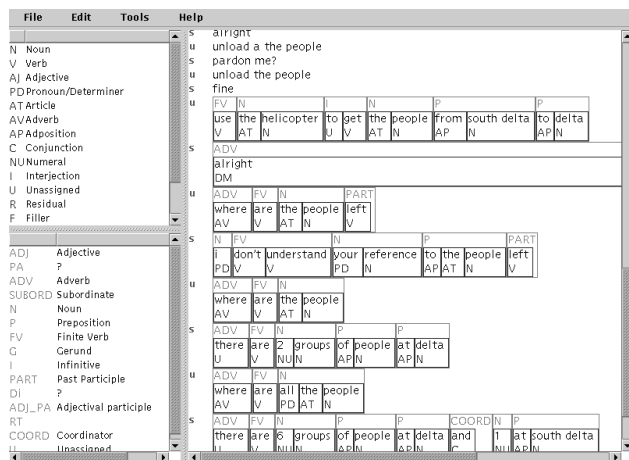 File Edit Tools Help
N Noun
V Verb
AJ Adjective
PD Pronoun/Determiner
AT Article
AV Adverb
AP Adposition
C Conjunction
NU Numeral
I Interjection
U Unassigned
R Residual
F Filler
ADJ Adjective
PA ?
ADV Adverb
SUBORD Subordinate
N Noun
P Preposition
FV Finite Verb
G Gerund
I Infinitive
PART Past Participle
Di ?
ADJ_PA Adjectival participle
RT
COORD Coordinator
U Unassigned
s alright
u unload a the people
s pardon me?
u unload the people
s fine
u FV N I N P P
use the helicopter to get the people from south delta to delta
V AT N U V AT N AP N AP N
s ADV
alright
DM
u ADV FV N PART
where are the people left
AV V AT N V
s N FV N P PART
i don't understand your reference to the people left
PD V V PD N AP AT N V
u ADV FV N
where are the people
AV V AT N
s ADV FV N P P
there are 2 groups of people at delta
U V NU N AP N AP N
u ADV FV N
where are all the people
AV V PD AT N
s ADV FV N P P COORD N P
there are 6 groups of people at delta and 1 at south delta
U V NU N AP N AP N C NU AP N